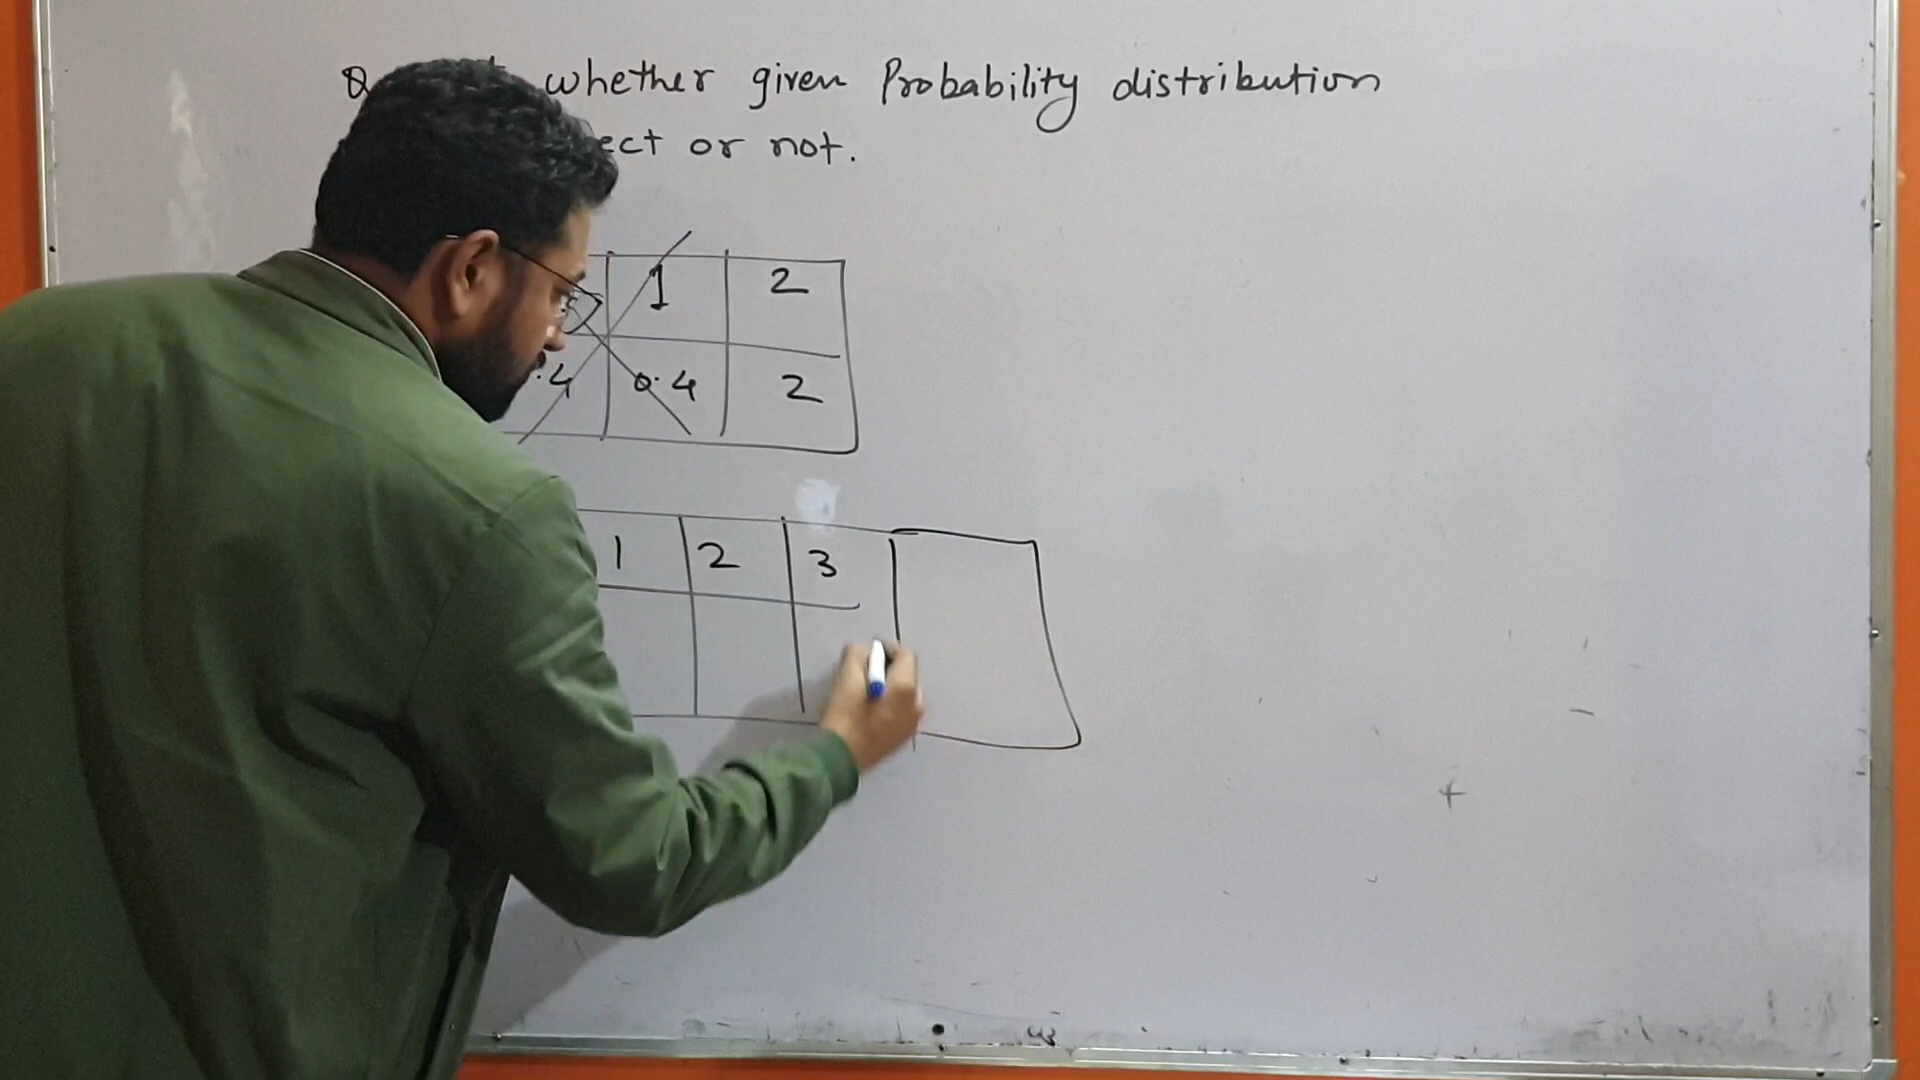 whether given Probability distribution
ect or not.
1 2
.4 0.4 2
1 2 3